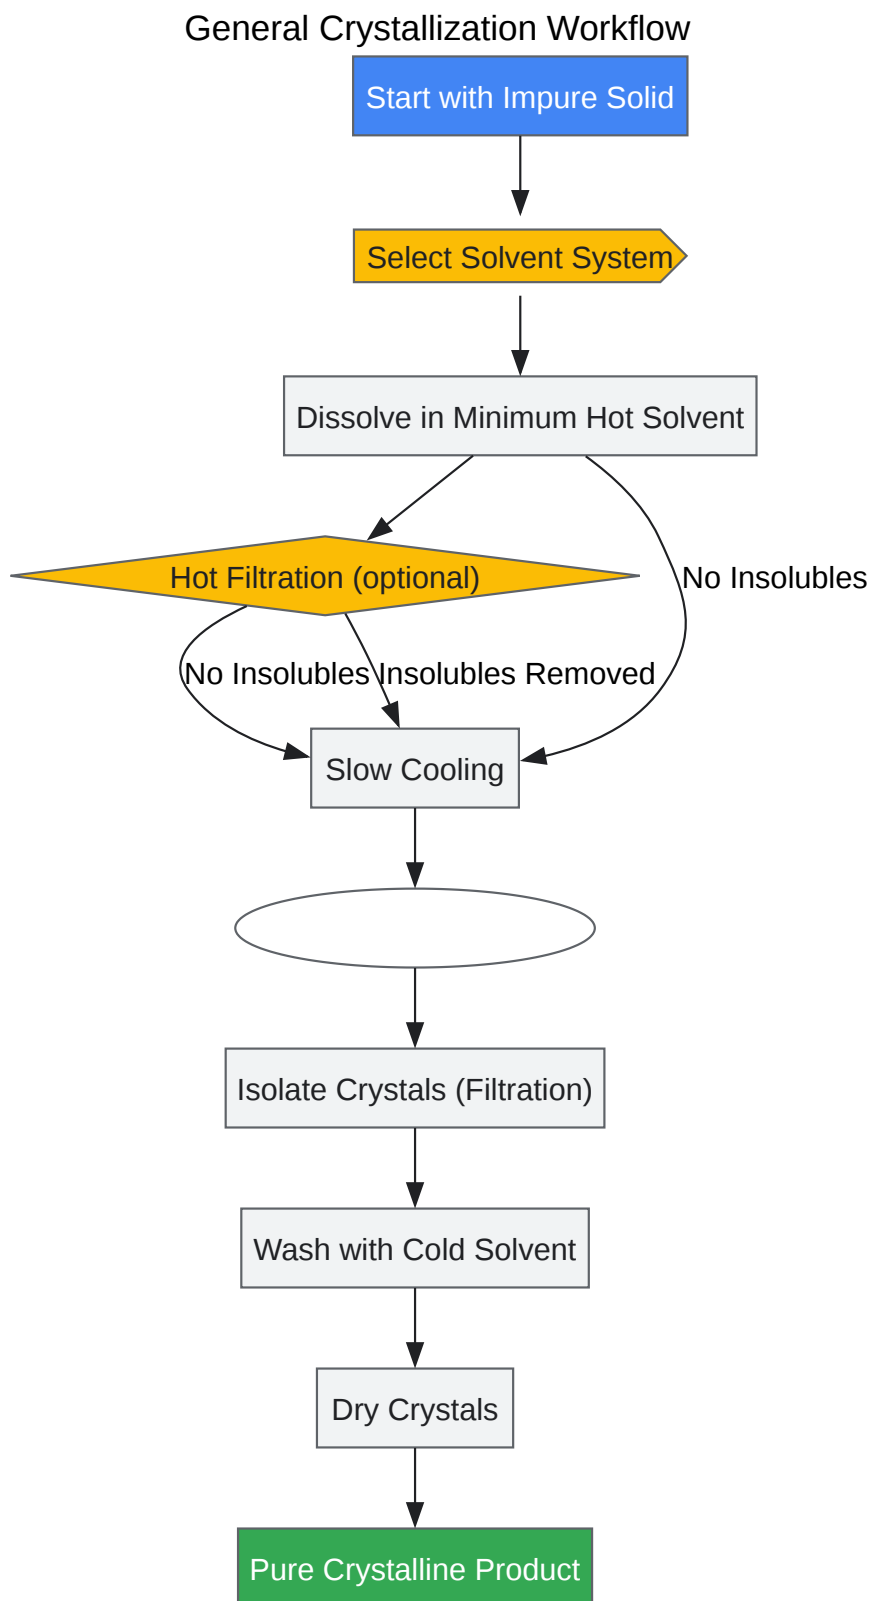 General Crystallization Workflow
Start with Impure Solid
Select Solvent System
Dissolve in Minimum Hot Solvent
Hot Filtration (optional)
No Insolubles
No Insolubles
Insolubles Removed
Slow Cooling
Isolate Crystals (Filtration)
Wash with Cold Solvent
Dry Crystals
Pure Crystalline Product